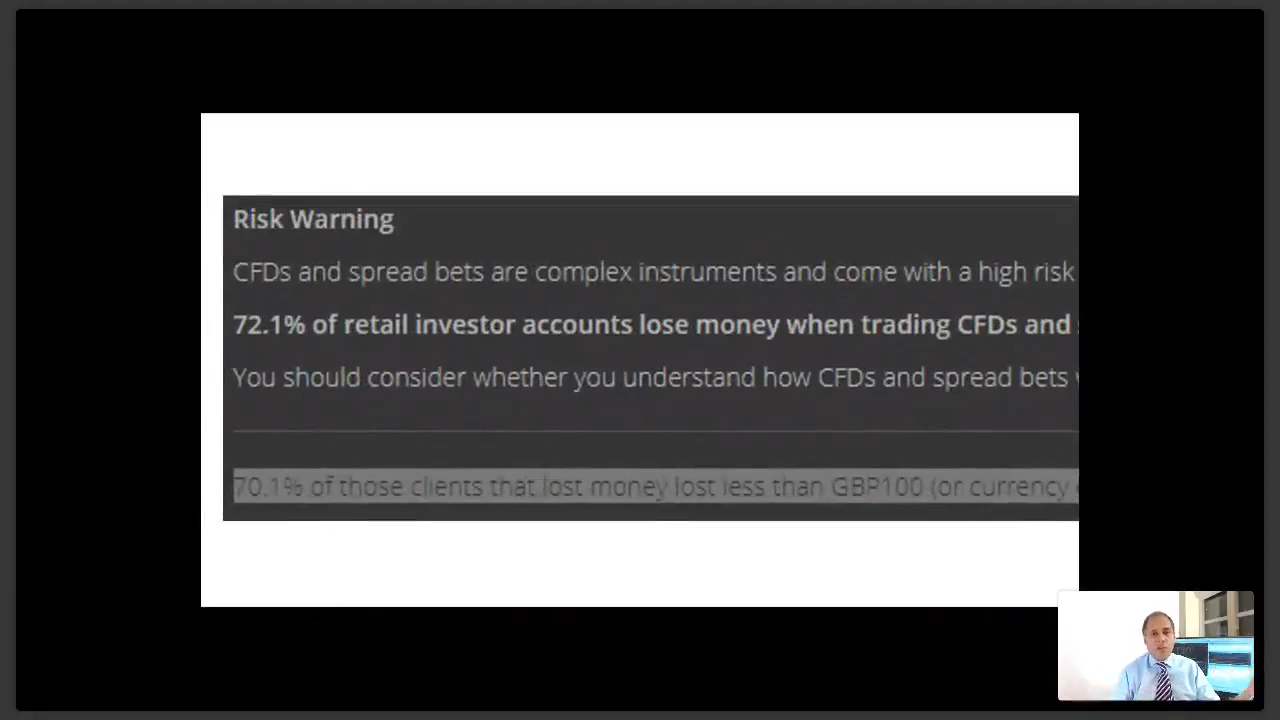 Risk Warning
CFDs and spread bets are complex instruments and come with a high risk
72.1% of retail investor accounts lose money when trading CFDs and
You should consider whether you understand how CFDs and spread bets
70.1% of those clients that lost money lost less than GBP100 (or currency